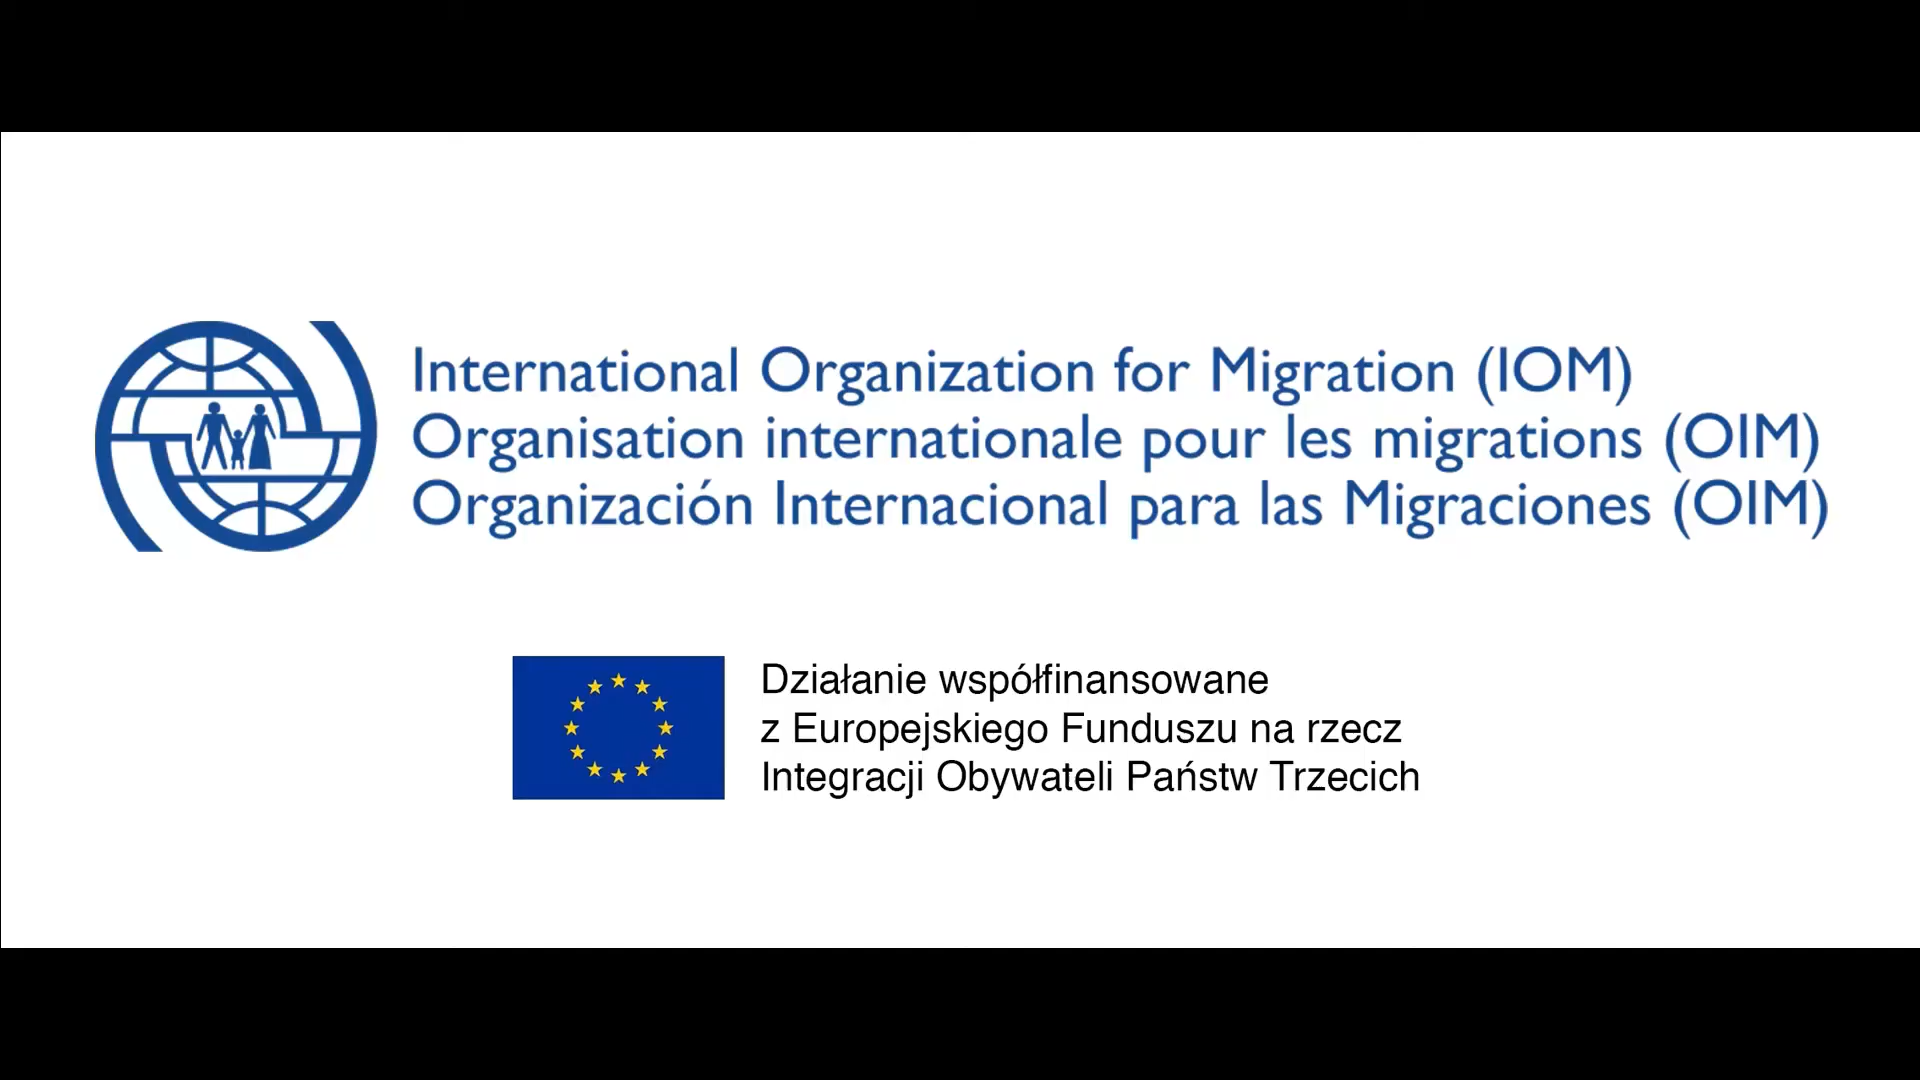 International Organization for Migration (IOM)
Organisation internationale pour les migrations (OIM)
Organización Internacional para las Migraciones (OIM)
Działanie współfinansowane
z Europejskiego Funduszu na rzecz
Integracji Obywateli Państw Trzecich